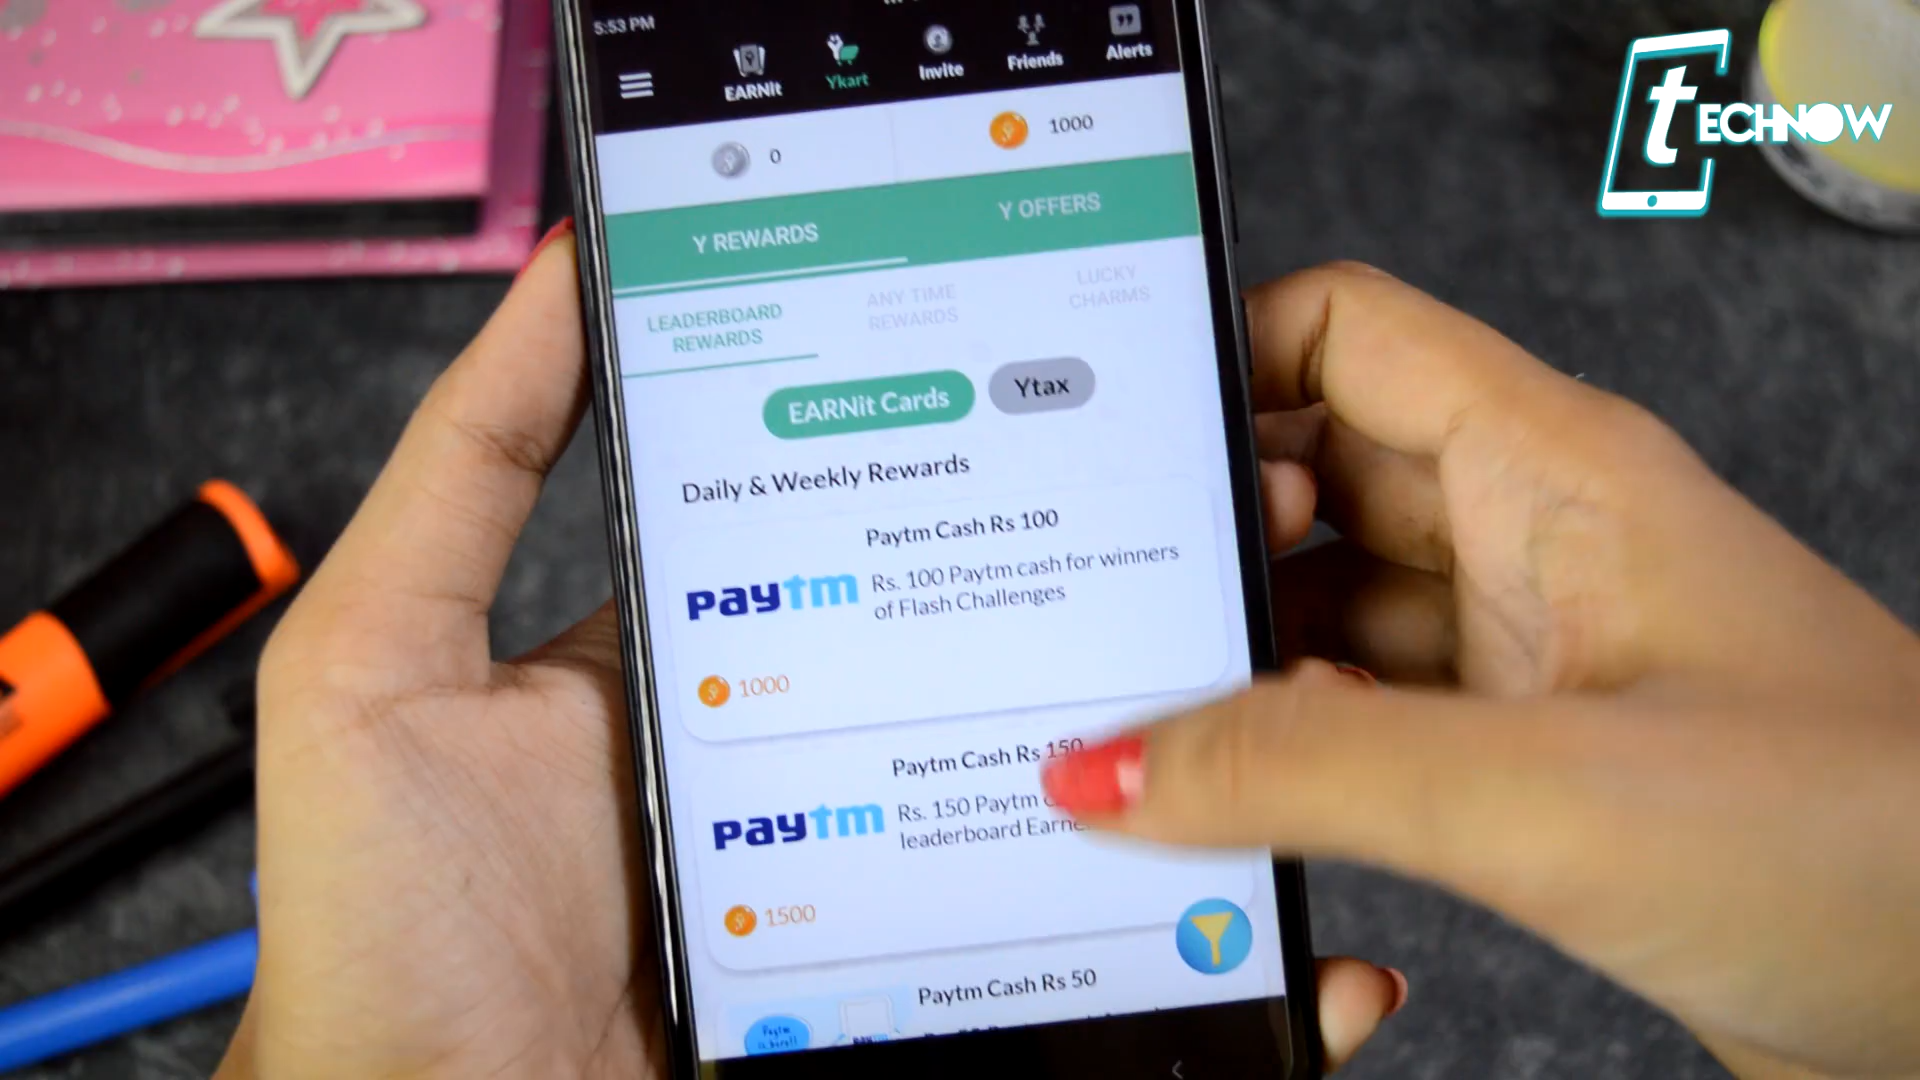 5:53 PM
EARNit
Ykart
Invite
Friends
Alerts
tECHNOW
0
1000
Y REWARDS
Y OFFERS
LEADERBOARD
REWARDS
ANY TIME
REWARDS
LUCKY
CHARMS
EARNit Cards
Ytax
Daily & Weekly Rewards
Paytm Cash Rs 100
paytm
Rs. 100 Paytm cash for winners
of Flash Challenges
1000
Paytm Cash Rs 150
paytm
Rs. 150 Paytm
leaderboard
1500
Paytm Cash Rs 50